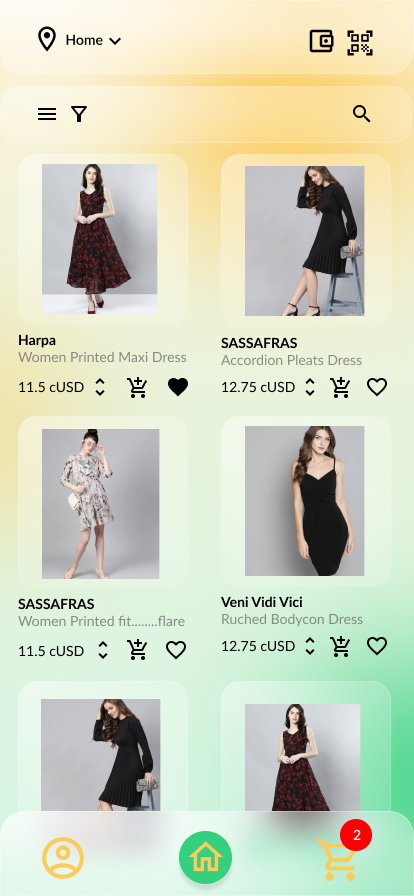 Home
Harpa
Women Printed Maxi Dress
11.5 cUSD
SASSAFRAS
Accordion Pleats Dress
12.75 cUSD
SASSAFRAS
Women Printed fit........flare
11.5 cUSD
Veni Vidi Vici
Ruched Bodycon Dress
12.75 cUSD
2